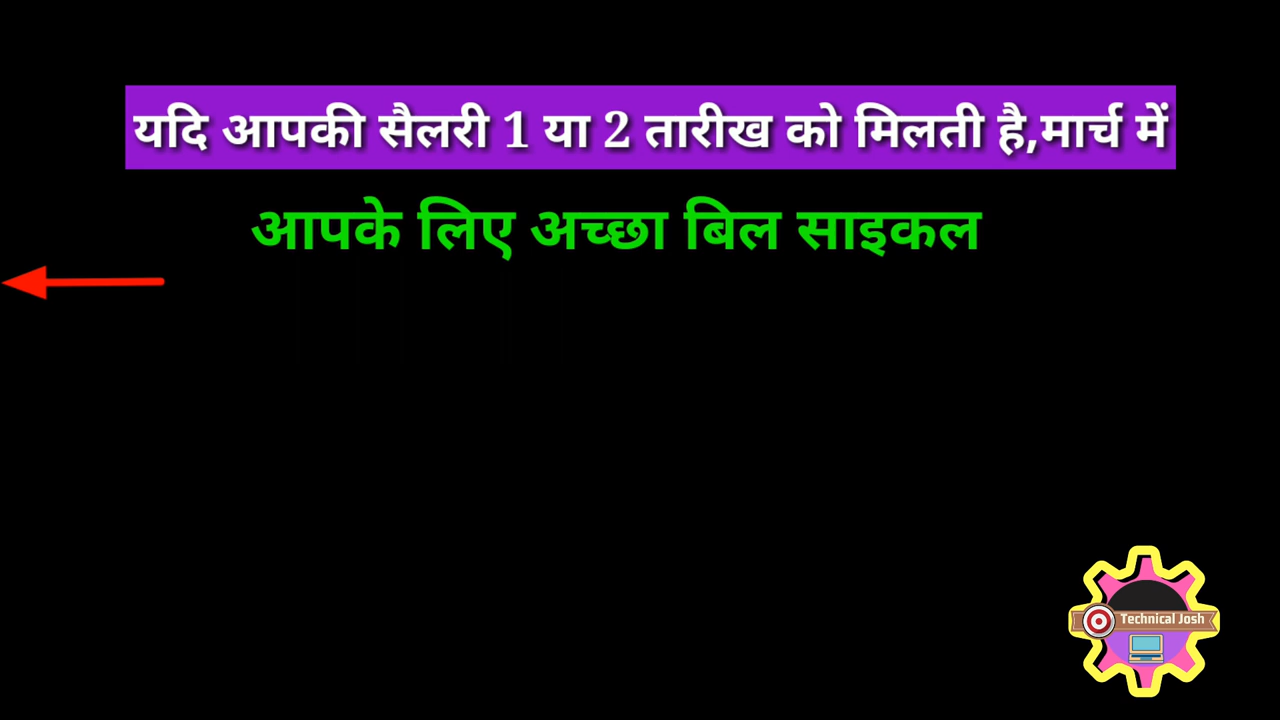 यदि आपकी सैलरी 1 या 2 तारीख को मिलती है,मार्च में
आपके लिए अच्छा बिल साइकल
Technical Josh